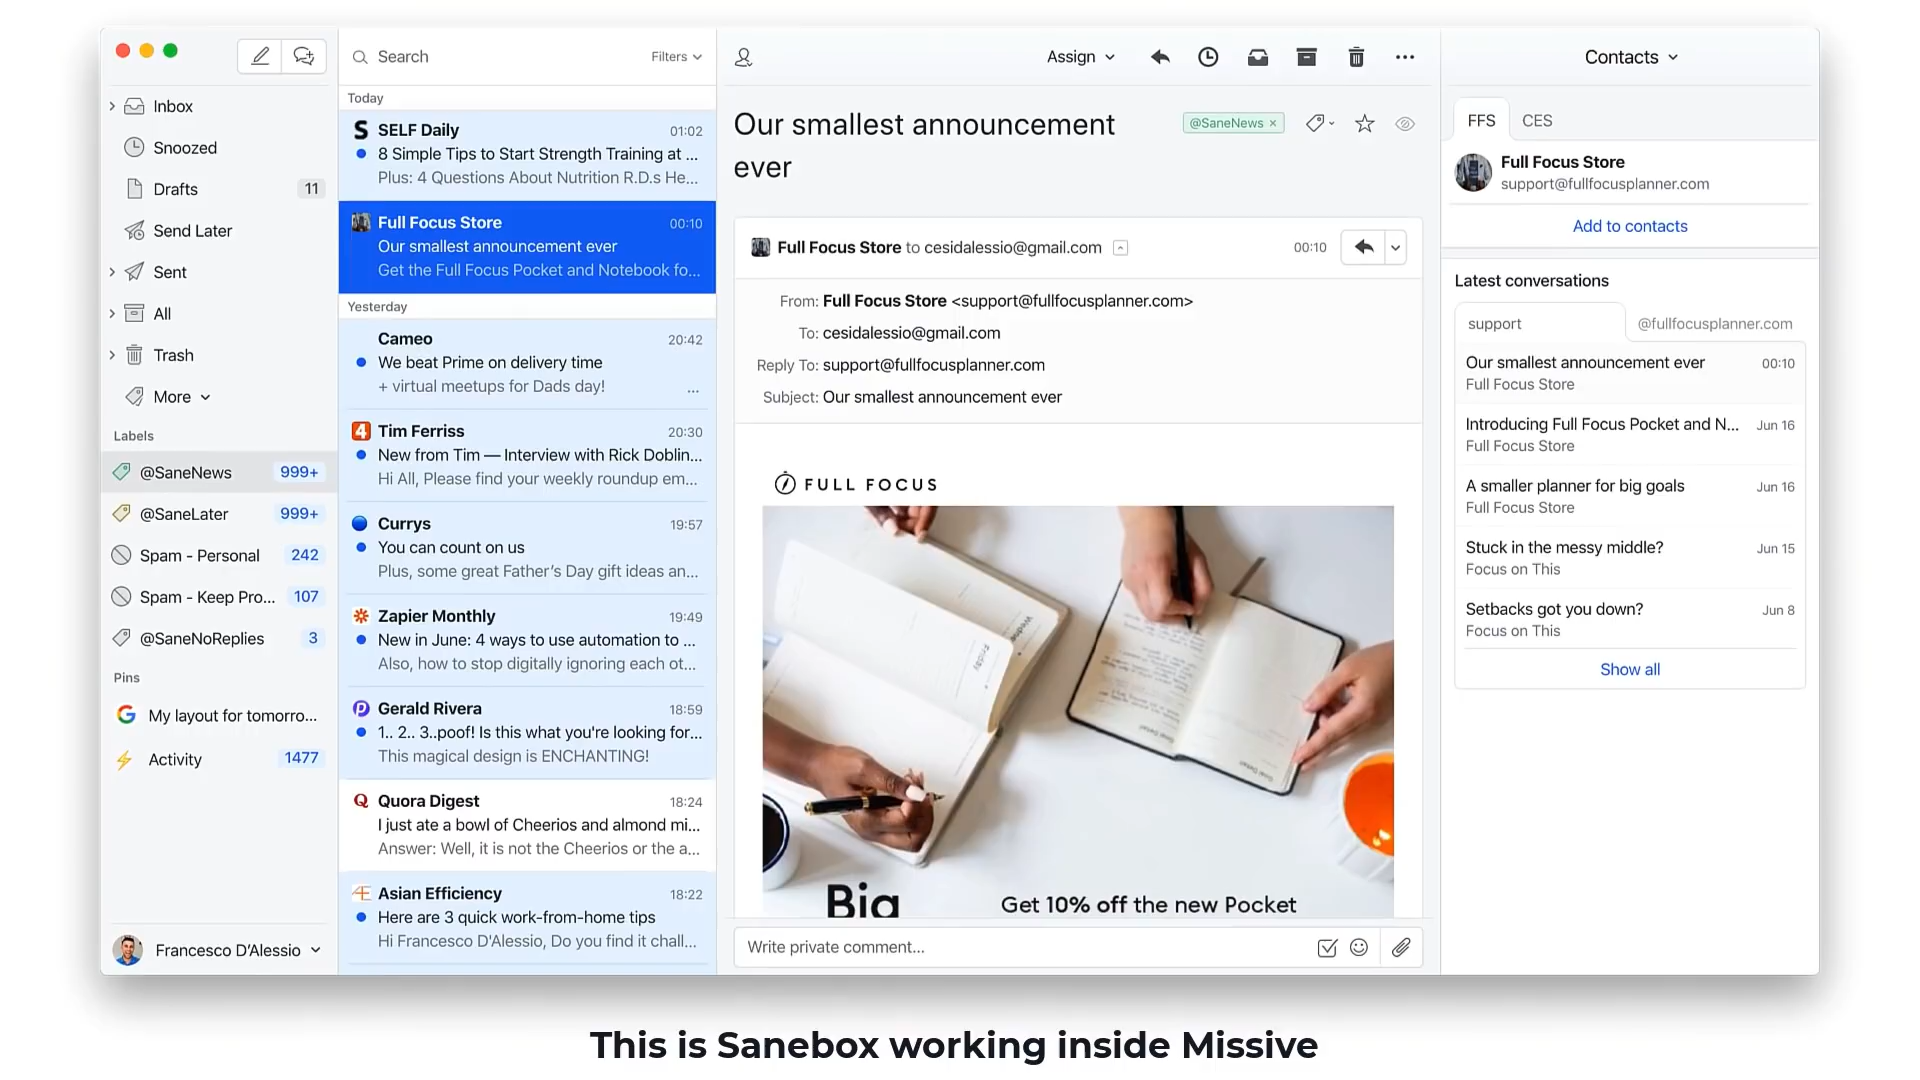 Inbox
Snoozed
Drafts 11
Send Later
Sent
All
Trash
More
Labels
@SaneNews 999+
@SaneLater 999+
Spam - Personal 242
Spam - Keep Pro... 107
@SaneNoReplies 3
Pins
My layout for tomorro...
Activity 1477
Francesco D'Alessio
Search Filters
Today
SELF Daily 01:02
8 Simple Tips to Start Strength Training at ...
Plus: 4 Questions About Nutrition R.D.s He...
Full Focus Store 00:10
Our smallest announcement ever
Get the Full Focus Pocket and Notebook fo...
Yesterday
Cameo 20:42
We beat Prime on delivery time
+ virtual meetups for Dads day! ...
Tim Ferriss 20:30
New from Tim — Interview with Rick Doblin...
Hi All, Please find your weekly roundup em...
Currys 19:57
You can count on us
Plus, some great Father's Day gift ideas an...
Zapier Monthly 19:49
New in June: 4 ways to use automation to ...
Also, how to stop digitally ignoring each ot...
Gerald Rivera 18:59
1.. 2.. 3..poof! Is this what you're looking for...
This magical design is ENCHANTING!
Quora Digest 18:24
I just ate a bowl of Cheerios and almond mi...
Answer: Well, it is not the Cheerios or the a...
Asian Efficiency 18:22
Here are 3 quick work-from-home tips
Hi Francesco D'Alessio, Do you find it chall...
Assign
Our smallest announcement
ever
@SaneNews ×
Full Focus Store to cesidalessio@gmail.com 00:10
From: Full Focus Store <support@fullfocusplanner.com>
To: cesidalessio@gmail.com
Reply To: support@fullfocusplanner.com
Subject: Our smallest announcement ever
FULL FOCUS
Wednesday
Friday
Big
Get 10% off the new Pocket
Write private comment...
Contacts
FFS CES
Full Focus Store
support@fullfocusplanner.com
Add to contacts
Latest conversations
support @fullfocusplanner.com
Our smallest announcement ever 00:10
Full Focus Store
Introducing Full Focus Pocket and N... Jun 16
Full Focus Store
A smaller planner for big goals Jun 16
Full Focus Store
Stuck in the messy middle? Jun 15
Focus on This
Setbacks got you down? Jun 8
Focus on This
Show all
This is Sanebox working inside Missive